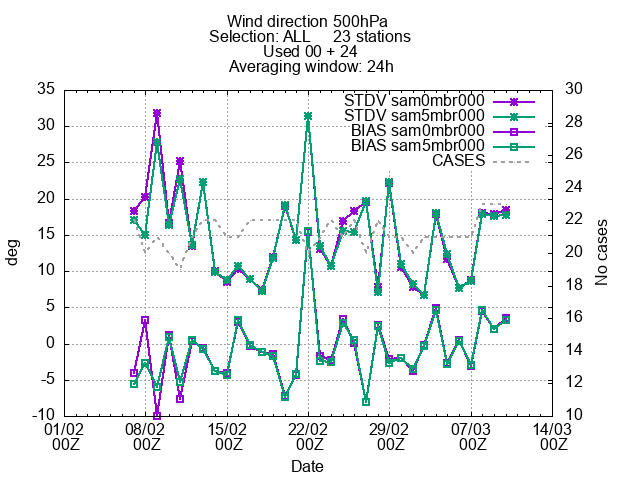 Wind direction 500hPa
Selection: ALL 23 stations
Used 00 + 24
Averaging window: 24h
35 30
STDV sam0mbr000
30 28
STDV sam5mbr000
BIAS sam0mbr000
25 26
BIAS sam5mbr000
CASES
20 24
15 22
10 20
5 18
0 16
-5 14
-10 12
10
deg
No cases
01/02 08/02 15/02 22/02 29/02 07/03 14/03
00Z 00Z 00Z 00Z 00Z 00Z 00Z
Date